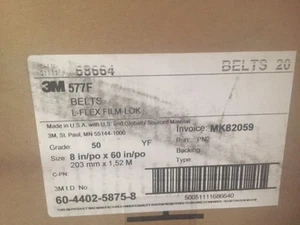 68664
BELTS 20
3M 577F
BELTS
L-FLEX FILM-LOK
Made in U.S.A. with U.S. and Globally Sourced Material
3M, St. Paul, MN 55144-1000
Invoice: MK82059
Grade: 50 YF
Backing:
Size: 8 in/po x 60 in/po
203 mm x 1,52 M
Type:
C-PN:
3M I.D. No
60-4402-5875-8